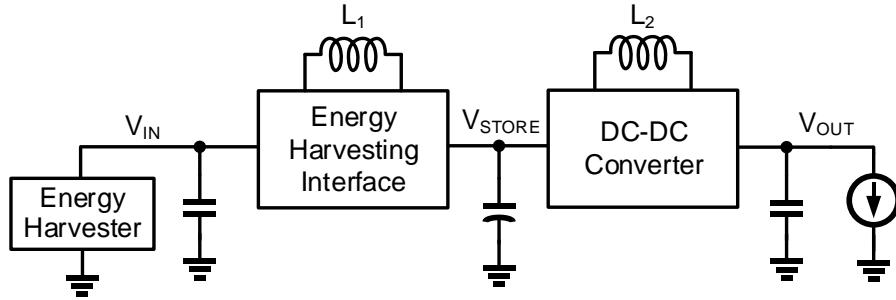 L1
L2
VIN
Energy
Harvesting
Interface
VSTORE
DC-DC
Converter
VOUT
Energy
Harvester